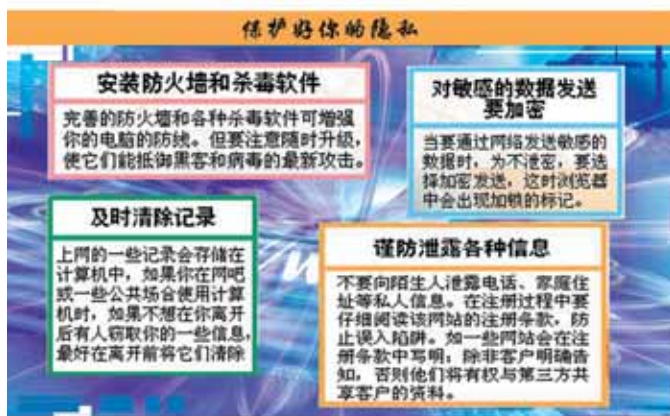 保护好你的隐私
安装防火墙和杀毒软件
完善的防火墙和各种杀毒软件可增强
你的电脑的防线。但要注意随时升级，
使它们能抵御黑客和病毒的最新攻击。
对敏感的数据发送
要加密
当要通过网络发送敏感的
数据时，为不泄密，要选
择加密发送，这时浏览器
中会出现加锁的标记。
及时清除记录
上网的一些记录会存储在
计算机中，如果你在网吧
或一些公共场合使用计算
机时，如果不想在你离开
后有人窃取你的一些信息，
最好在离开前将它们清除
谨防泄露各种信息
不要向陌生人泄露电话、家庭住
址等私人信息。在注册过程中要
仔细阅读该网站的注册条款，防
止误入陷阱。如一些网站会在注
册条款中写明，除非客户明确告
知，否则他们将有权与第三方共
享客户的资料。